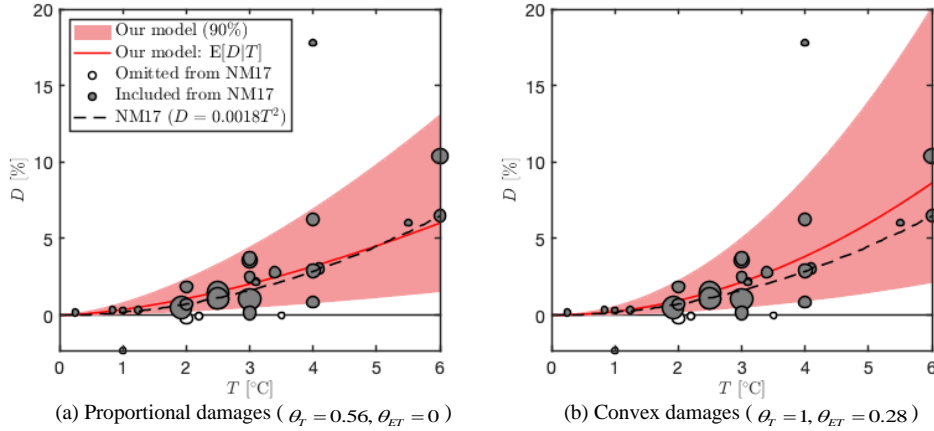 20
15
10
5
0
D [%]
Our model (90%)
Our model: E[D|T]
Omitted from NM17
Included from NM17
NM17 (D = 0.0018T²)
0 1 2 3 4 5 6
T [°C]
(a) Proportional damages ( θ_T = 0.56, θ_ET = 0 )
20
15
10
5
0
D [%]
0 1 2 3 4 5 6
T [°C]
(b) Convex damages ( θ_T = 1, θ_ET = 0.28 )